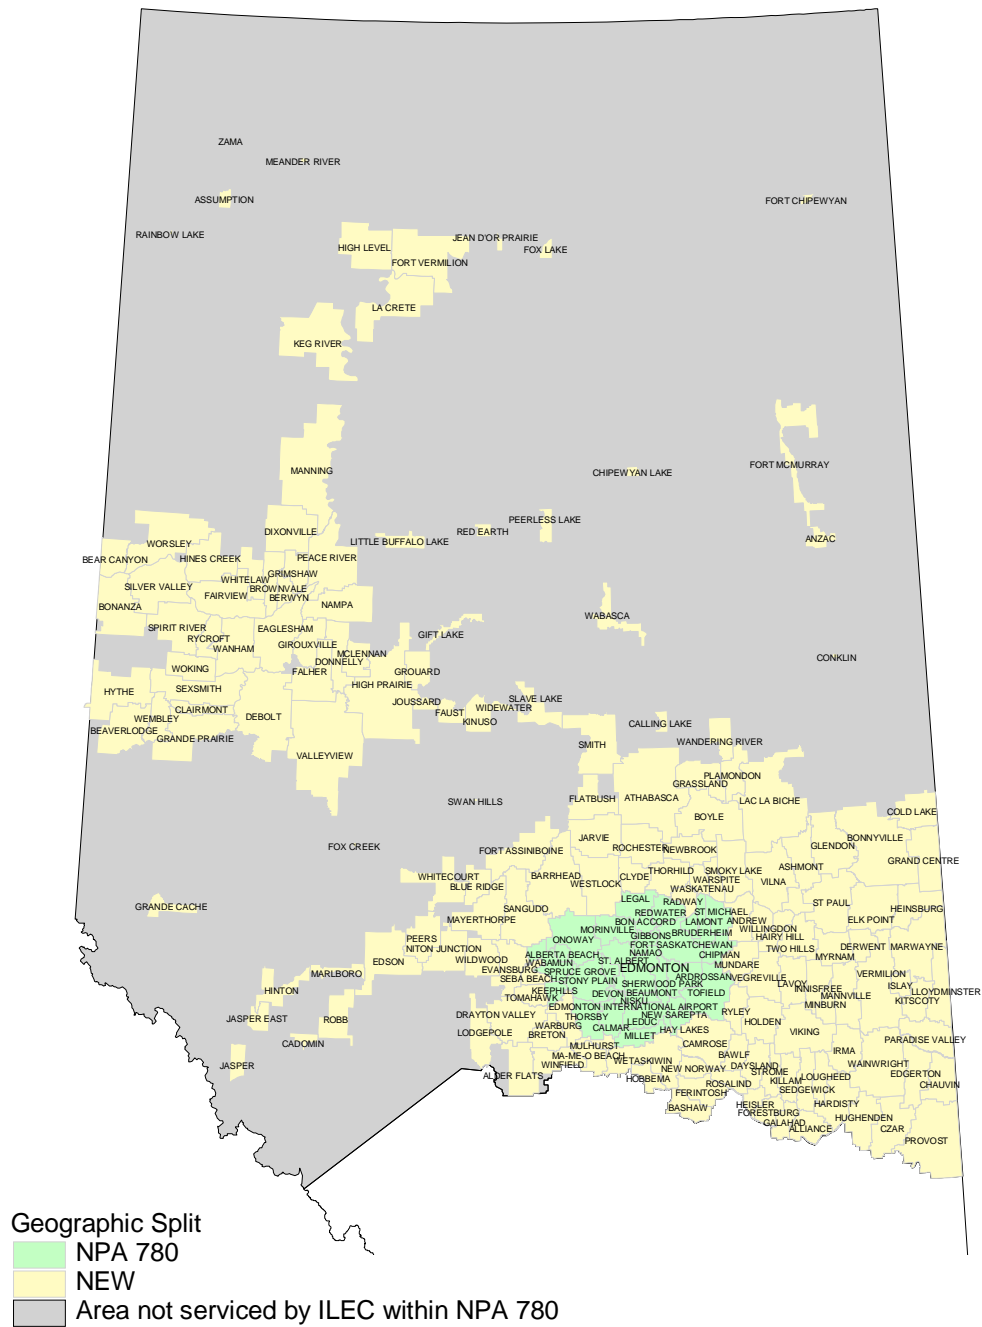 ZAMA
MEANDER RIVER
ASSUMPTION
FORT CHIPEWYAN
RAINBOW LAKE
JEAN D'OR PRAIRIE
HIGH LEVEL
FOX LAKE
FORT VERMILION
LA CRETE
KEG RIVER
MANNING
FORT MCMURRAY
CHIPEWYAN LAKE
PEERLESS LAKE
DIXONVILLE
RED EARTH
LITTLE BUFFALO LAKE
ANZAC
WORSLEY
BEAR CANYON
HINES CREEK
PEACE RIVER
GRIMSHAW
WHITELAW
SILVER VALLEY
BROWNVALE
FAIRVIEW
BERWYN
BONANZA
NAMPA
WABASCA
SPIRIT RIVER
EAGLESHAM
GIFT LAKE
RYCROFT
GIROUXVILLE
WANHAM
MCLENNAN
DONNELLY
CONKLIN
WOKING
FALHER
GROUARD
HYTHE
SEXSMITH
HIGH PRAIRIE
JOUSSARD
SLAVE LAKE
WIDEWATER
CLAIRMONT
FAUST
WEMBLEY
DEBOLT
KINUSO
CALLING LAKE
BEAVERLODGE
GRANDE PRAIRIE
SMITH
WANDERING RIVER
VALLEYVIEW
PLAMONDON
GRASSLAND
SWAN HILLS
FLATBUSH
ATHABASCA
LAC LA BICHE
COLD LAKE
BOYLE
JARVIE
BONNYVILLE
FOX CREEK
FORT ASSINIBOINE
ROCHESTER
NEWBROOK
GLENDON
GRAND CENTRE
ASHMONT
WHITECOURT
BARRHEAD
CLYDE
THORHILD
SMOKY LAKE
BLUE RIDGE
WESTLOCK
WARSPITE
VILNA
WASKATENAU
GRANDE CACHE
SANGUDO
LEGAL
RADWAY
ST PAUL
HEINSBURG
MAYERTHORPE
REDWATER
ST MICHAEL
ELK POINT
BON ACCORD
LAMONT
ANDREW
WILLINGDON
MORINVILLE
GIBBONS
BRUDERHEIM
HAIRY HILL
PEERS
ONOWAY
FORT SASKATCHEWAN
TWO HILLS
DERWENT
MARWAYNE
NITON JUNCTION
ALBERTA BEACH
NAMAO
CHIPMAN
MYRNAM
EDSON
WILDWOOD
WABAMUN
ST. ALBERT
MUNDARE
MARLBORO
EVANSBURG
SPRUCE GROVE
EDMONTON
VERMILION
SEBA BEACH
STONY PLAIN
ARDROSSAN
VEGREVILLE
LAVOY
ISLAY
HINTON
KEEPHILLS
SHERWOOD PARK
INNISFREE
LLOYDMINSTER
TOMAHAWK
DEVON
BEAUMONT
TOFIELD
MANNVILLE
KITSCOTY
NISKU
MINBURN
EDMONTON INTERNATIONAL AIRPORT
RYLEY
JASPER EAST
ROBB
DRAYTON VALLEY
THORSBY
NEW SAREPTA
HOLDEN
WARBURG
LEDUC
LODGEPOLE
CALMAR
HAY LAKES
VIKING
BRETON
MILLET
PARADISE VALLEY
CADOMIN
MULHURST
CAMROSE
IRMA
MA-ME-O BEACH
BAWLF
JASPER
WINFIELD
WETASKIWIN
DAYSLAND
WAINWRIGHT
NEW NORWAY
STROME
EDGERTON
ALDER FLATS
HOBBEMA
ROSALIND
KILLAM
LOUGHEED
CHAUVIN
SEDGEWICK
FERINTOSH
BASHAW
HEISLER
HARDISTY
FORESTBURG
HUGHENDEN
GALAHAD
ALLIANCE
CZAR
PROVOST
Geographic Split
NPA 780
NEW
Area not serviced by ILEC within NPA 780